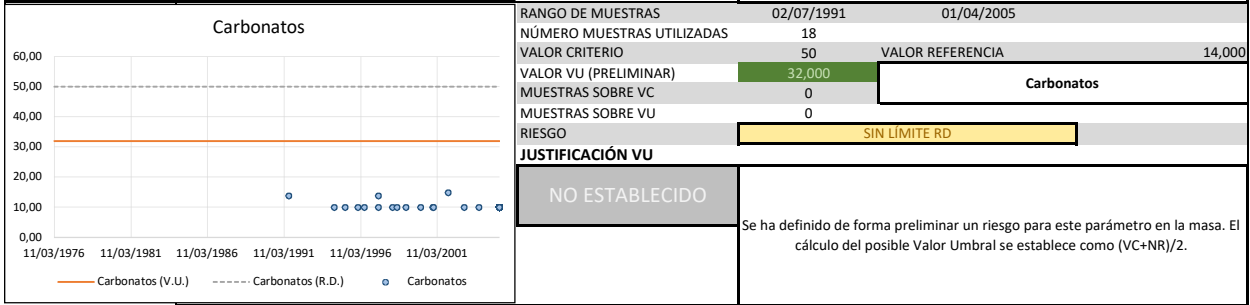 Carbonatos
60,00
50,00
40,00
30,00
20,00
10,00
0,00
11/03/1976 11/03/1981 11/03/1986 11/03/1991 11/03/1996 11/03/2001
Carbonatos (V.U.) Carbonatos (R.D.) Carbonatos
RANGO DE MUESTRAS 02/07/1991 01/04/2005
NÚMERO MUESTRAS UTILIZADAS 18
VALOR CRITERIO 50 VALOR REFERENCIA 14,000
VALOR VU (PRELIMINAR) 32,000
Carbonatos
MUESTRAS SOBRE VC 0
MUESTRAS SOBRE VU 0
RIESGO SIN LÍMITE RD
JUSTIFICACIÓN VU
NO ESTABLECIDO
Se ha definido de forma preliminar un riesgo para este parámetro en la masa. El
cálculo del posible Valor Umbral se establece como (VC+NR)/2.